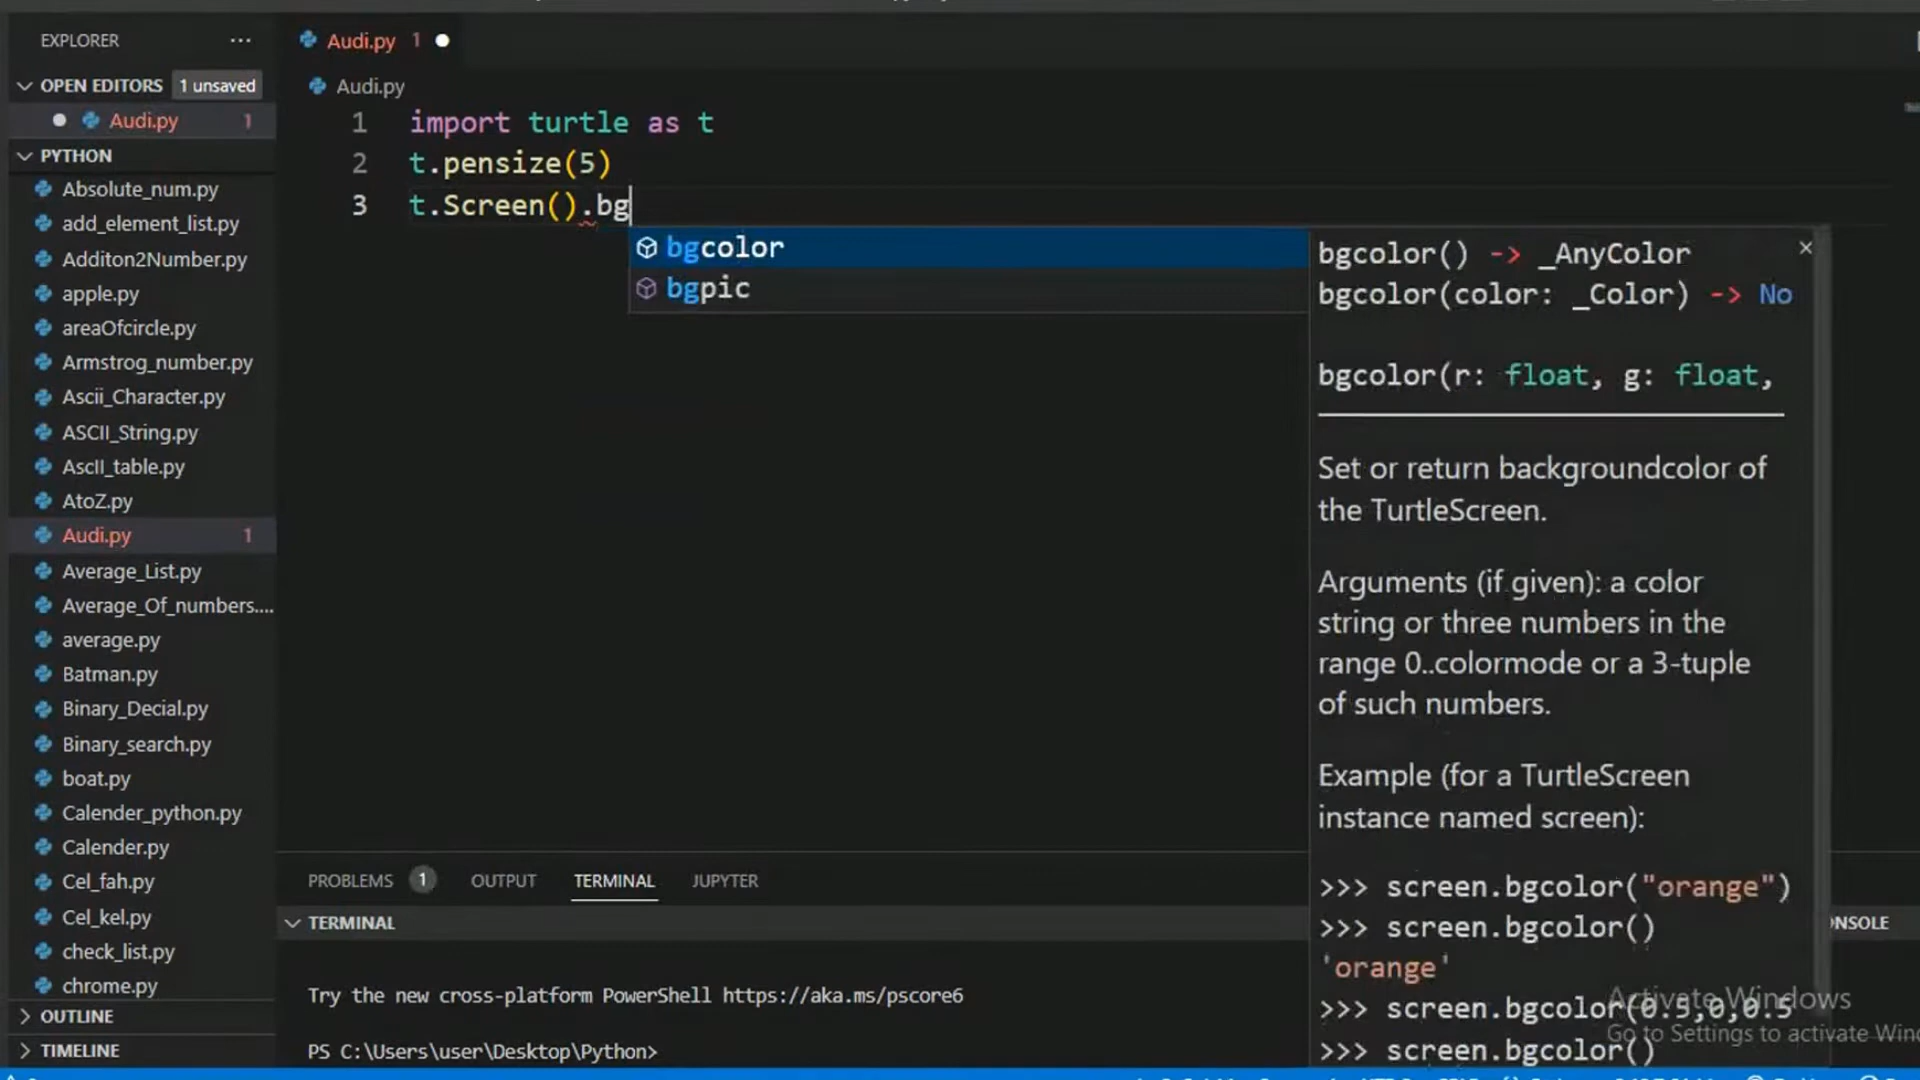 EXPLORER
OPEN EDITORS 1 unsaved
Audi.py 1
PYTHON
Absolute_num.py
add_element_list.py
Additon2Number.py
apple.py
areaOfcircle.py
Armstrog_number.py
Ascii_Character.py
ASCII_String.py
AscII_table.py
AtoZ.py
Audi.py 1
Average_List.py
Average_Of_numbers....
average.py
Batman.py
Binary_Decial.py
Binary_search.py
boat.py
Calender_python.py
Calender.py
Cel_fah.py
Cel_kel.py
check_list.py
chrome.py
OUTLINE
TIMELINE
Audi.py 1
Audi.py
1 import turtle as t
2 t.pensize(5)
3 t.Screen().bg
bgcolor
bgpic
bgcolor() -> _AnyColor
bgcolor(color: _Color) -> No
bgcolor(r: float, g: float,
Set or return backgroundcolor of
the TurtleScreen.
Arguments (if given): a color
string or three numbers in the
range 0..colormode or a 3-tuple
of such numbers.
Example (for a TurtleScreen
instance named screen):
>>> screen.bgcolor("orange")
>>> screen.bgcolor()
'orange'
>>> screen.bgcolor(0.5,0,0.5
>>> screen.bgcolor()
PROBLEMS 1 OUTPUT TERMINAL JUPYTER
TERMINAL
ONSOLE
Try the new cross-platform PowerShell https://aka.ms/pscore6
PS C:\Users\user\Desktop\Python>
Activate Windows
Go to Settings to activate Win